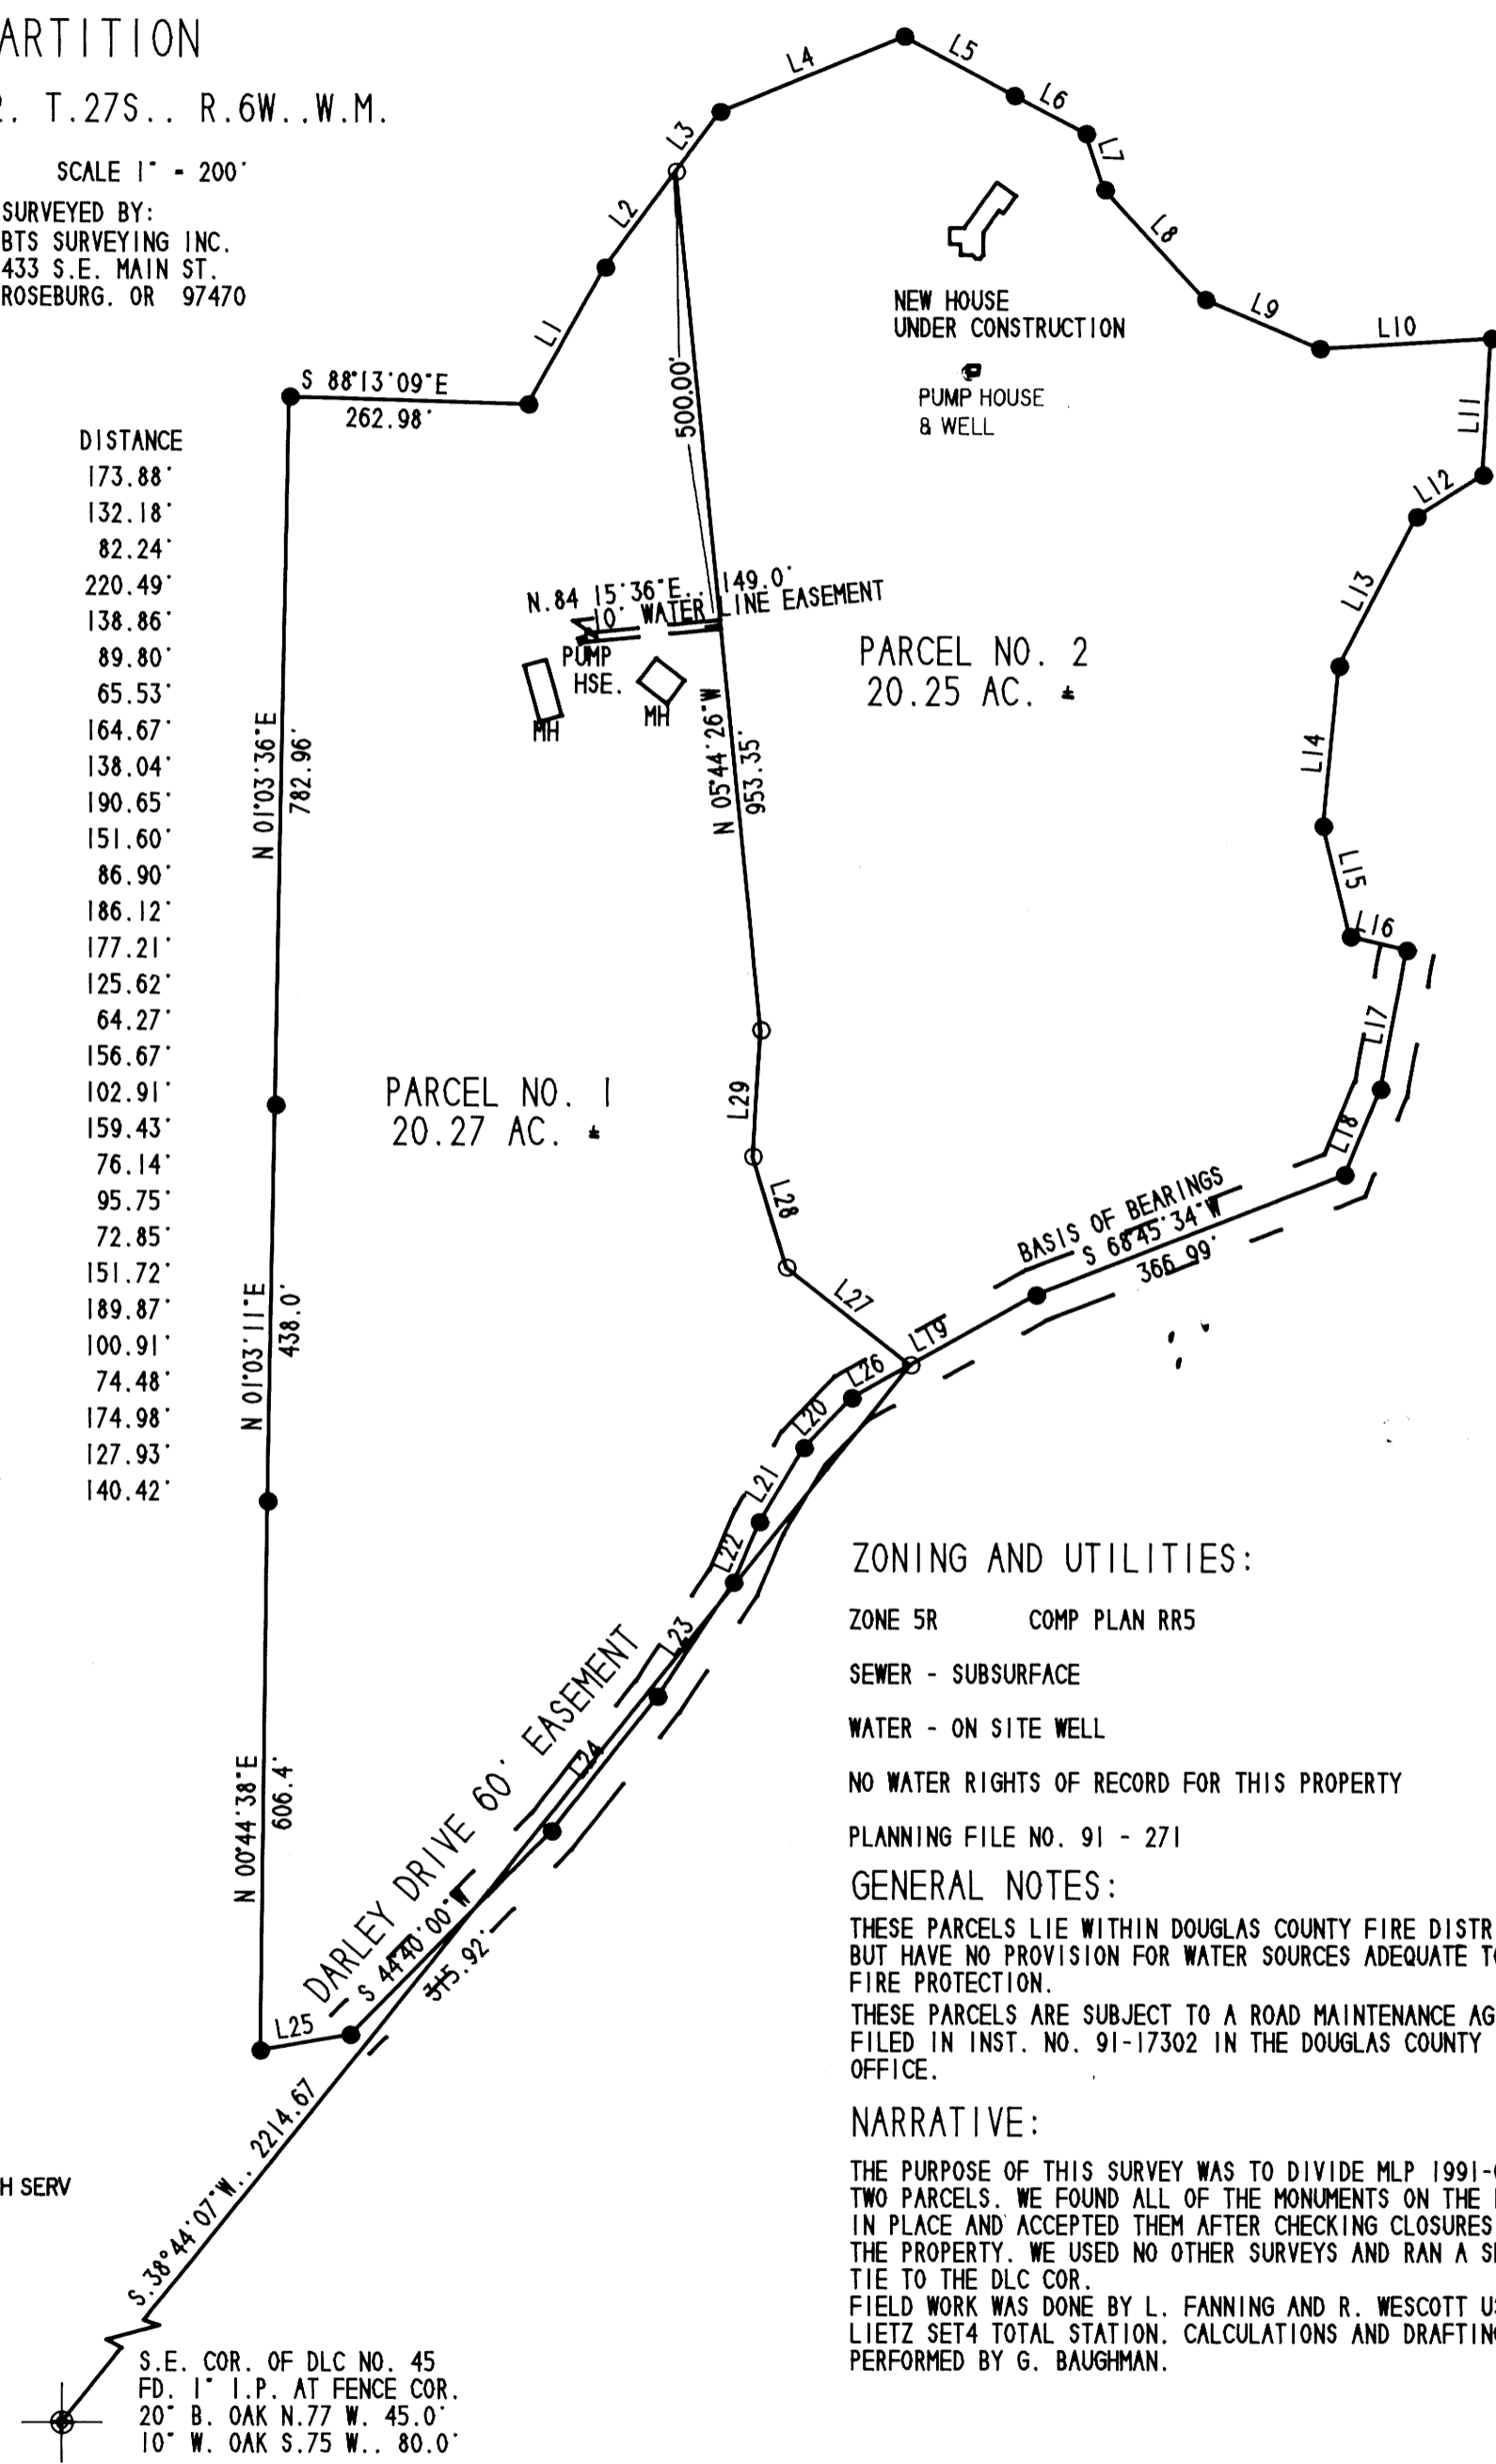 ARTITION
T.27S.. R.6W..W.M.
SCALE 1" - 200'
SURVEYED BY:
BTS SURVEYING INC.
433 S.E. MAIN ST.
ROSEBURG. OR 97470
DISTANCE
173.88'
132.18'
82.24'
220.49'
138.86'
89.80'
65.53'
164.67'
138.04'
190.65'
151.60'
86.90'
186.12'
177.21'
125.62'
64.27'
156.67'
102.91'
159.43'
76.14'
95.75'
72.85'
151.72'
189.87'
100.91'
74.48'
174.98'
127.93'
140.42'
L1
L2
L3
L4
L5
L6
L7
L8
L9
L10
L11
L12
L13
L14
L15
L16
L17
L18
L19
L26
L20
L21
L22
L23
L24
L25
L27
L28
L29
S 88°13'09"E
262.98'
500.00'
NEW HOUSE
UNDER CONSTRUCTION
PUMP HOUSE
& WELL
N.84 15'36"E.. 149.0'
10' WATER LINE EASEMENT
PUMP
HSE.
MH
MH
PARCEL NO. 2
20.25 AC. ±
N 05°44'26"W
953.35'
N 01°03'36"E
782.96'
PARCEL NO. 1
20.27 AC. ±
N 01°03'11"E
438.0'
BASIS OF BEARINGS
S 68°45'34"W
366.99'
N 00°44'38"E
606.4'
DARLEY DRIVE 60' EASEMENT
S 44°40'00"W
315.92'
S.38°44'07"W.. 2214.67
H SERV
S.E. COR. OF DLC NO. 45
FD. 1" I.P. AT FENCE COR.
20" B. OAK N.77 W. 45.0'
10" W. OAK S.75 W.. 80.0'
ZONING AND UTILITIES:
ZONE 5R COMP PLAN RR5
SEWER - SUBSURFACE
WATER - ON SITE WELL
NO WATER RIGHTS OF RECORD FOR THIS PROPERTY
PLANNING FILE NO. 91 - 271
GENERAL NOTES:
THESE PARCELS LIE WITHIN DOUGLAS COUNTY FIRE DISTR
BUT HAVE NO PROVISION FOR WATER SOURCES ADEQUATE TO
FIRE PROTECTION.
THESE PARCELS ARE SUBJECT TO A ROAD MAINTENANCE AG
FILED IN INST. NO. 91-17302 IN THE DOUGLAS COUNTY
OFFICE.
NARRATIVE:
THE PURPOSE OF THIS SURVEY WAS TO DIVIDE MLP 1991-
TWO PARCELS. WE FOUND ALL OF THE MONUMENTS ON THE
IN PLACE AND ACCEPTED THEM AFTER CHECKING CLOSURES
THE PROPERTY. WE USED NO OTHER SURVEYS AND RAN A
TIE TO THE DLC COR.
FIELD WORK WAS DONE BY L. FANNING AND R. WESCOTT
LIETZ SET4 TOTAL STATION. CALCULATIONS AND DRAFTIN
PERFORMED BY G. BAUGHMAN.